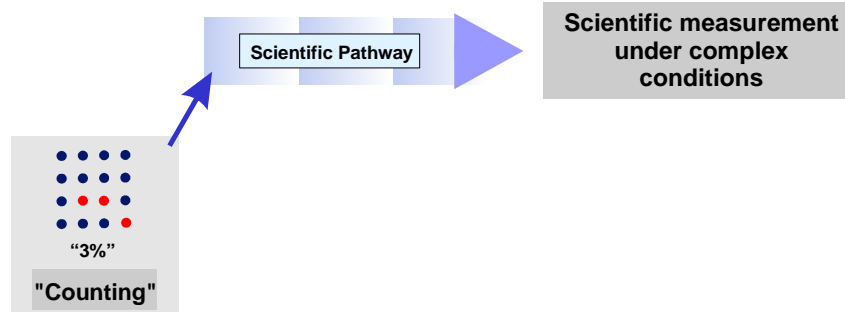 Scientific Pathway
Scientific measurement
under complex
conditions
“3%”
"Counting"